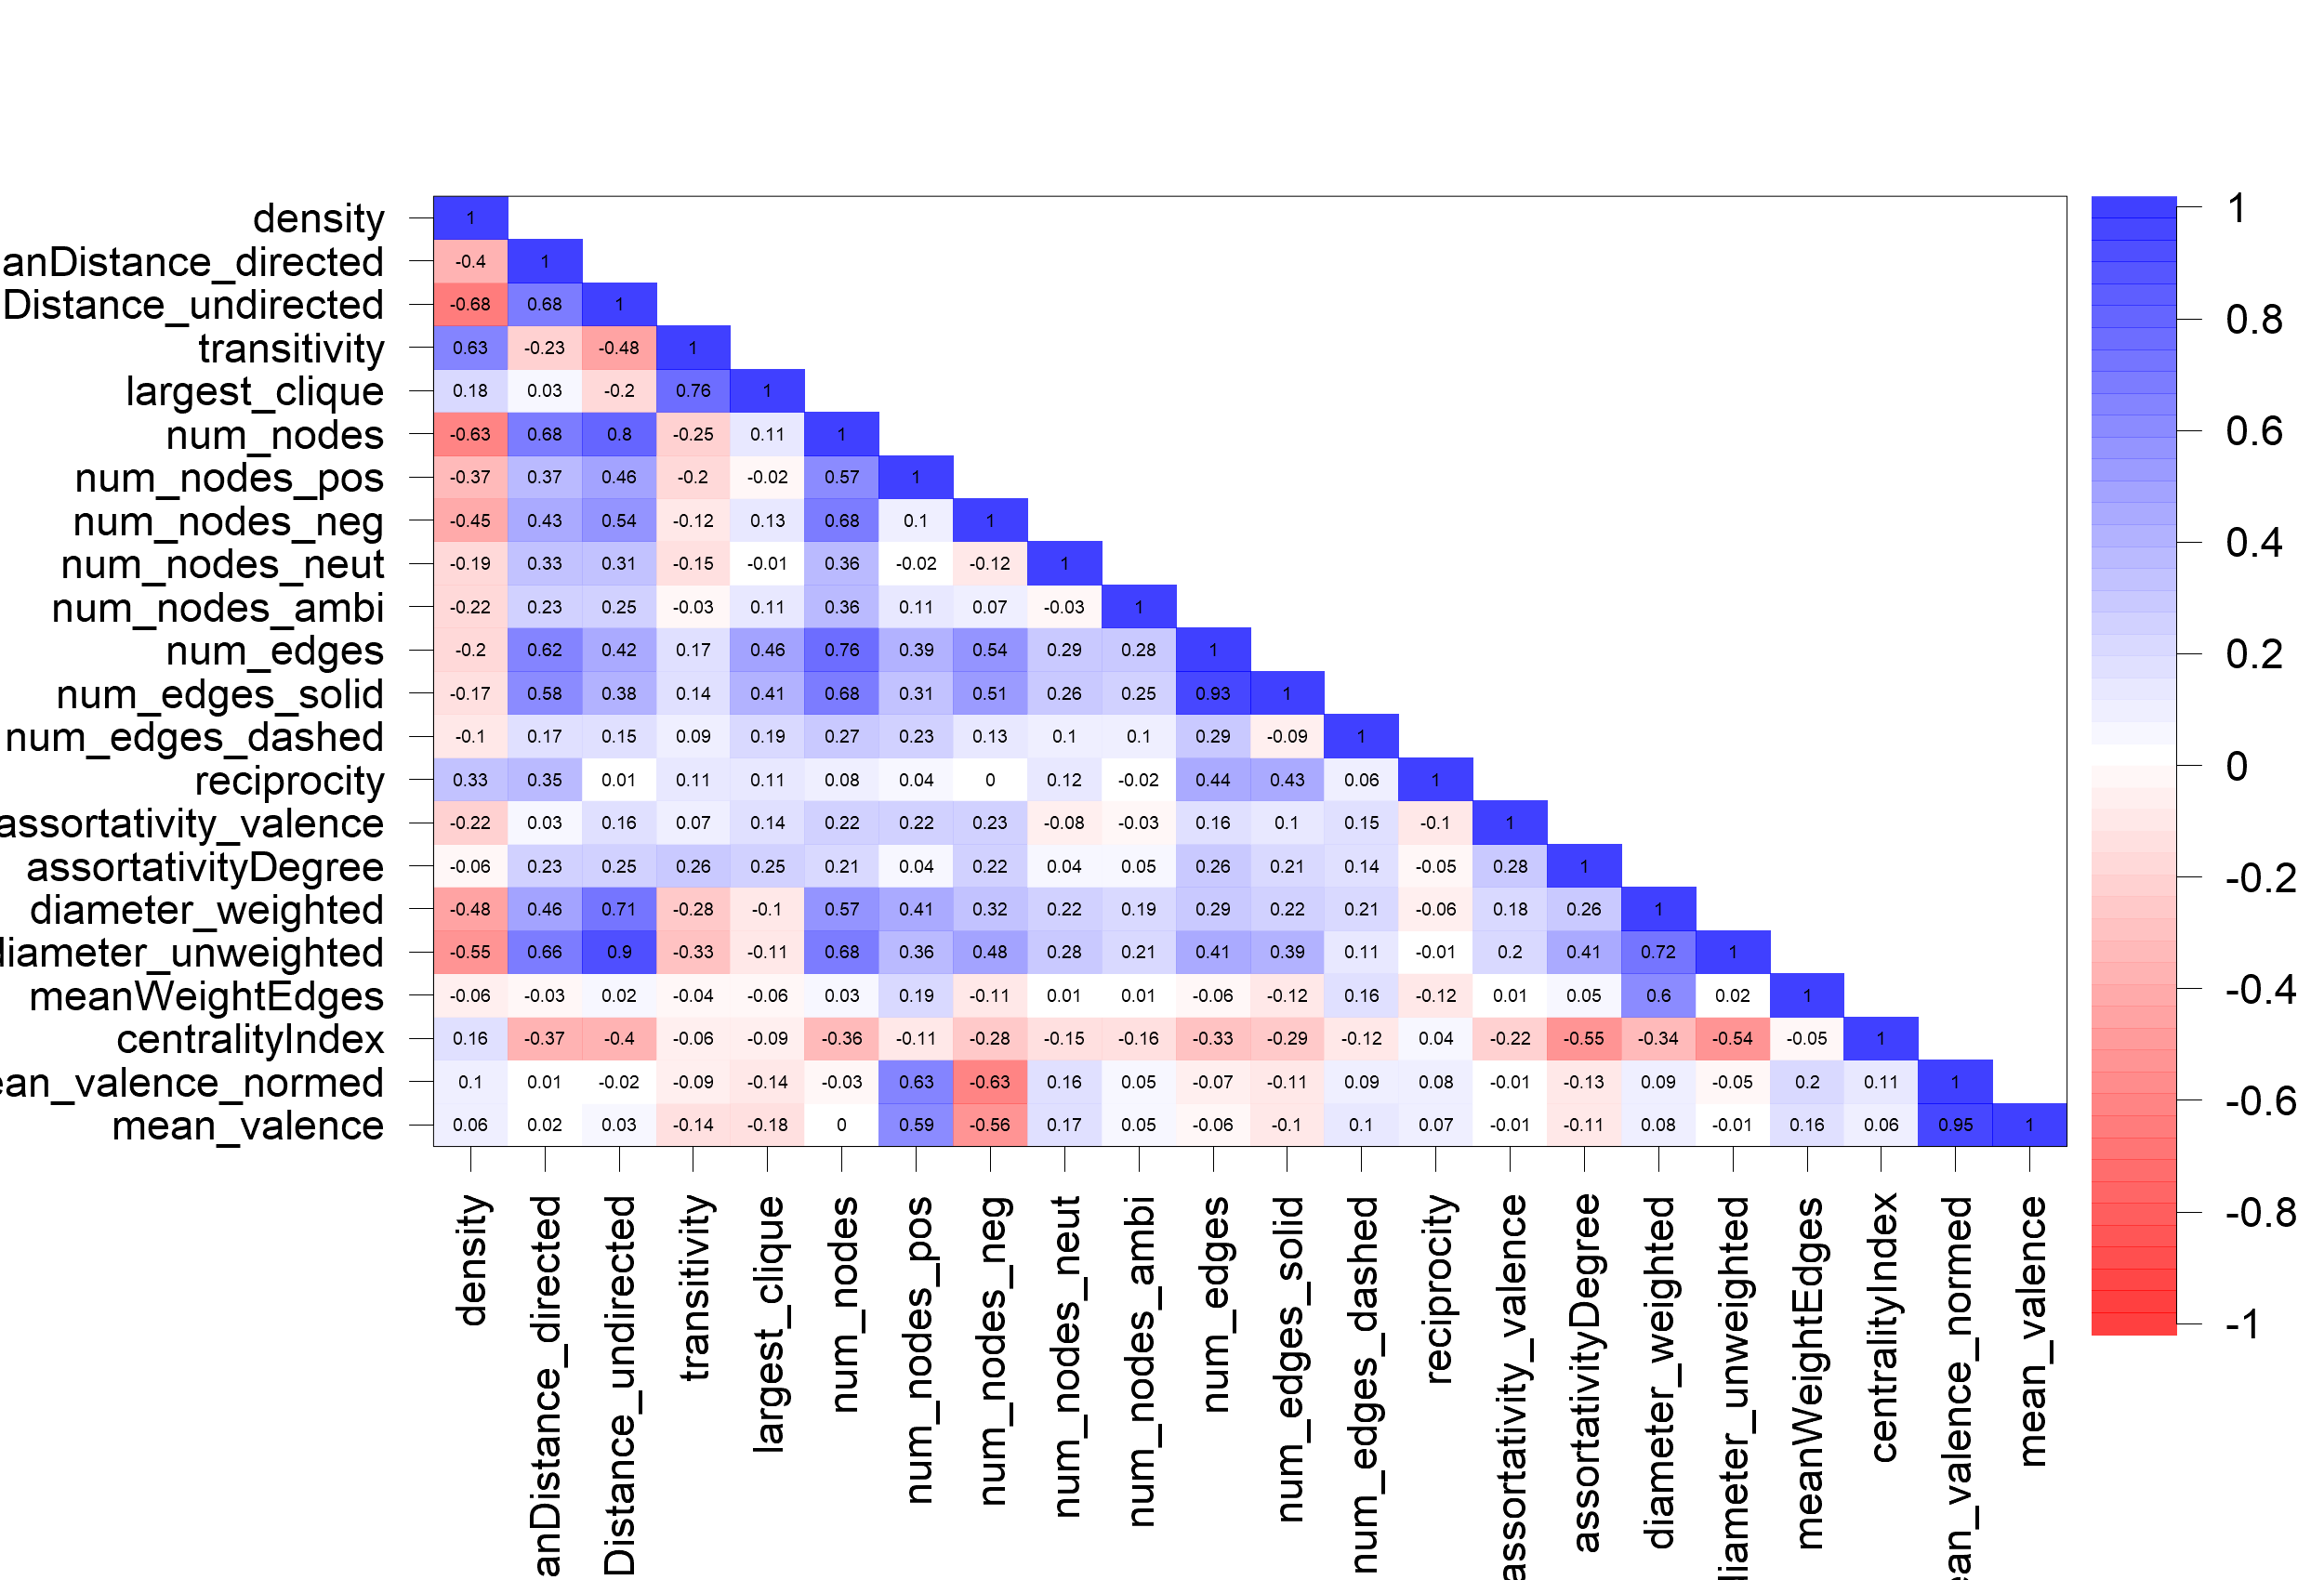 density 1
anDistance_directed -0.4 1
Distance_undirected -0.68 0.68 1
transitivity 0.63 -0.23 -0.48 1
largest_clique 0.18 0.03 -0.2 0.76 1
num_nodes -0.63 0.68 0.8 -0.25 0.11 1
num_nodes_pos -0.37 0.37 0.46 -0.2 -0.02 0.57 1
num_nodes_neg -0.45 0.43 0.54 -0.12 0.13 0.68 0.1 1
num_nodes_neut -0.19 0.33 0.31 -0.15 -0.01 0.36 -0.02 -0.12 1
num_nodes_ambi -0.22 0.23 0.25 -0.03 0.11 0.36 0.11 0.07 -0.03 1
num_edges -0.2 0.62 0.42 0.17 0.46 0.76 0.39 0.54 0.29 0.28 1
num_edges_solid -0.17 0.58 0.38 0.14 0.41 0.68 0.31 0.51 0.26 0.25 0.93 1
num_edges_dashed -0.1 0.17 0.15 0.09 0.19 0.27 0.23 0.13 0.1 0.1 0.29 -0.09 1
reciprocity 0.33 0.35 0.01 0.11 0.11 0.08 0.04 0 0.12 -0.02 0.44 0.43 0.06 1
assortativity_valence -0.22 0.03 0.16 0.07 0.14 0.22 0.22 0.23 -0.08 -0.03 0.16 0.1 0.15 -0.1 1
assortativityDegree -0.06 0.23 0.25 0.26 0.25 0.21 0.04 0.22 0.04 0.05 0.26 0.21 0.14 -0.05 0.28 1
diameter_weighted -0.48 0.46 0.71 -0.28 -0.1 0.57 0.41 0.32 0.22 0.19 0.29 0.22 0.21 -0.06 0.18 0.26 1
diameter_unweighted -0.55 0.66 0.9 -0.33 -0.11 0.68 0.36 0.48 0.28 0.21 0.41 0.39 0.11 -0.01 0.2 0.41 0.72 1
meanWeightEdges -0.06 -0.03 0.02 -0.04 -0.06 0.03 0.19 -0.11 0.01 0.01 -0.06 -0.12 0.16 -0.12 0.01 0.05 0.6 0.02 1
centralityIndex 0.16 -0.37 -0.4 -0.06 -0.09 -0.36 -0.11 -0.28 -0.15 -0.16 -0.33 -0.29 -0.12 0.04 -0.22 -0.55 -0.34 -0.54 -0.05 1
ean_valence_normed 0.1 0.01 -0.02 -0.09 -0.14 -0.03 0.63 -0.63 0.16 0.05 -0.07 -0.11 0.09 0.08 -0.01 -0.13 0.09 -0.05 0.2 0.11 1
mean_valence 0.06 0.02 0.03 -0.14 -0.18 0 0.59 -0.56 0.17 0.05 -0.06 -0.1 0.1 0.07 -0.01 -0.11 0.08 -0.01 0.16 0.06 0.95 1
density
anDistance_directed
Distance_undirected
transitivity
largest_clique
num_nodes
num_nodes_pos
num_nodes_neg
num_nodes_neut
num_nodes_ambi
num_edges
num_edges_solid
num_edges_dashed
reciprocity
assortativity_valence
assortativityDegree
diameter_weighted
diameter_unweighted
meanWeightEdges
centralityIndex
ean_valence_normed
mean_valence
1
0.8
0.6
0.4
0.2
0
-0.2
-0.4
-0.6
-0.8
-1